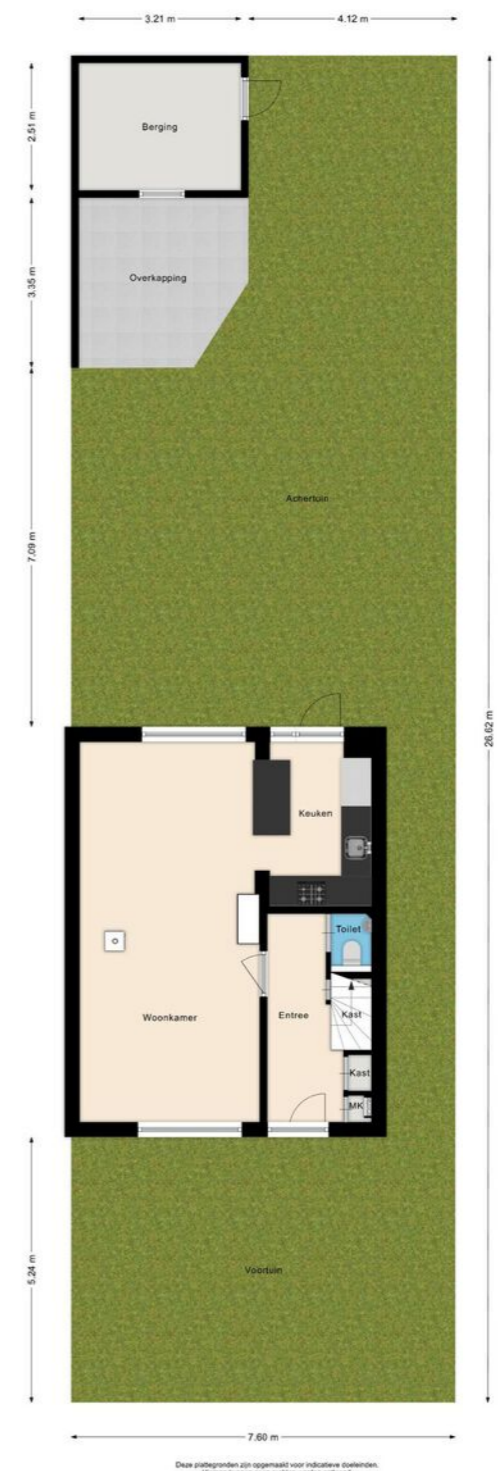 3.21 m
4.12 m
2.51 m
Berging
3.35 m
Overkapping
7.09 m
Achtertuin
26.62 m
Keuken
Toilet
Woonkamer
Entree
Kast
Kast
MK
5.24 m
Voortuin
7.60 m
Deze plattegronden zijn opgemaakt voor indicatieve doeleinden.